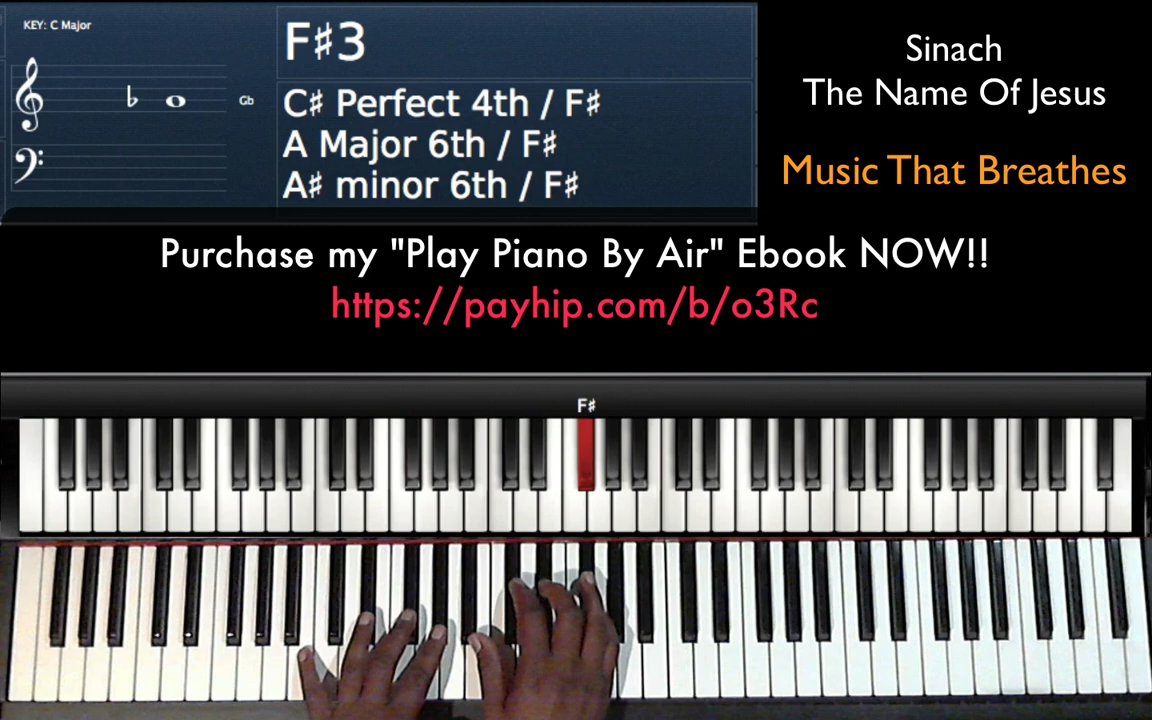 KEY: C Major
Gb
F♯3
C♯ Perfect 4th / F♯
A Major 6th / F♯
A♯ minor 6th / F♯
Sinach
The Name Of Jesus
Music That Breathes
Purchase my "Play Piano By Air" Ebook NOW!!
https://payhip.com/b/o3Rc
F♯